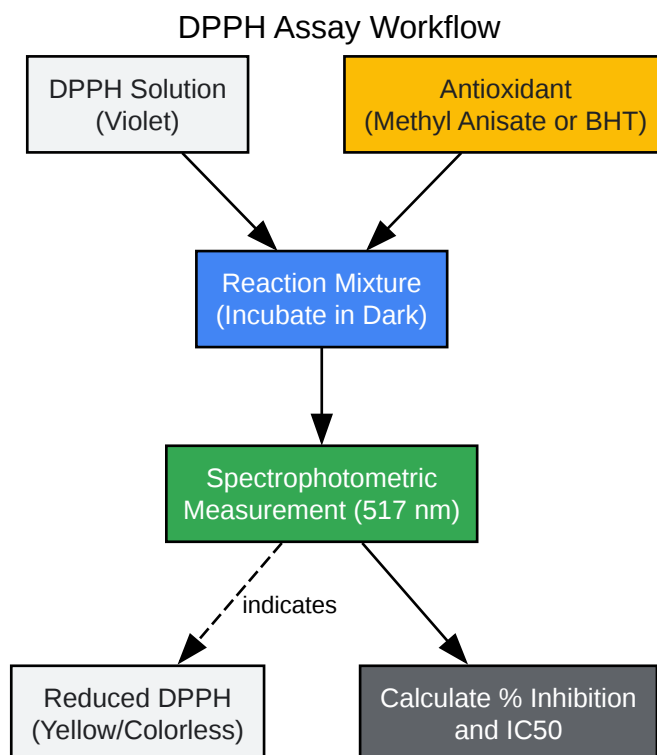 DPPH Assay Workflow
DPPH Solution
(Violet)
Antioxidant
(Methyl Anisate or BHT)
Reaction Mixture
(Incubate in Dark)
Spectrophotometric
Measurement (517 nm)
indicates
Reduced DPPH
(Yellow/Colorless)
Calculate % Inhibition
and IC50